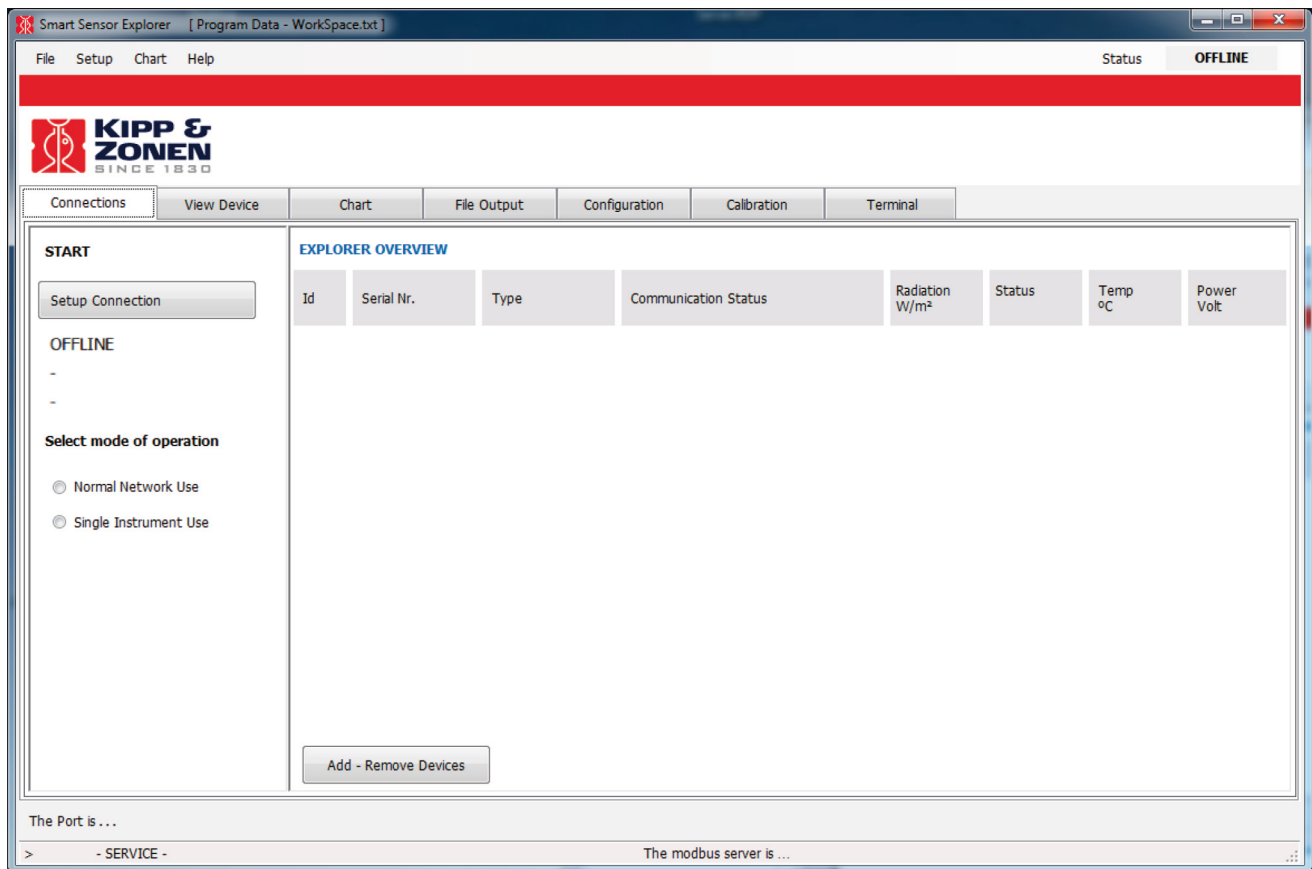 Smart Sensor Explorer [ Program Data - WorkSpace.txt ]
File Setup Chart Help Status OFFLINE
KIPP &
ZONEN
SINCE 1830
Connections View Device Chart File Output Configuration Calibration Terminal
START
Setup Connection
OFFLINE
-
-
Select mode of operation
Normal Network Use
Single Instrument Use
EXPLORER OVERVIEW
Id Serial Nr. Type Communication Status Radiation W/m² Status Temp ºC Power Volt
Add - Remove Devices
The Port is . . .
> - SERVICE - The modbus server is ...